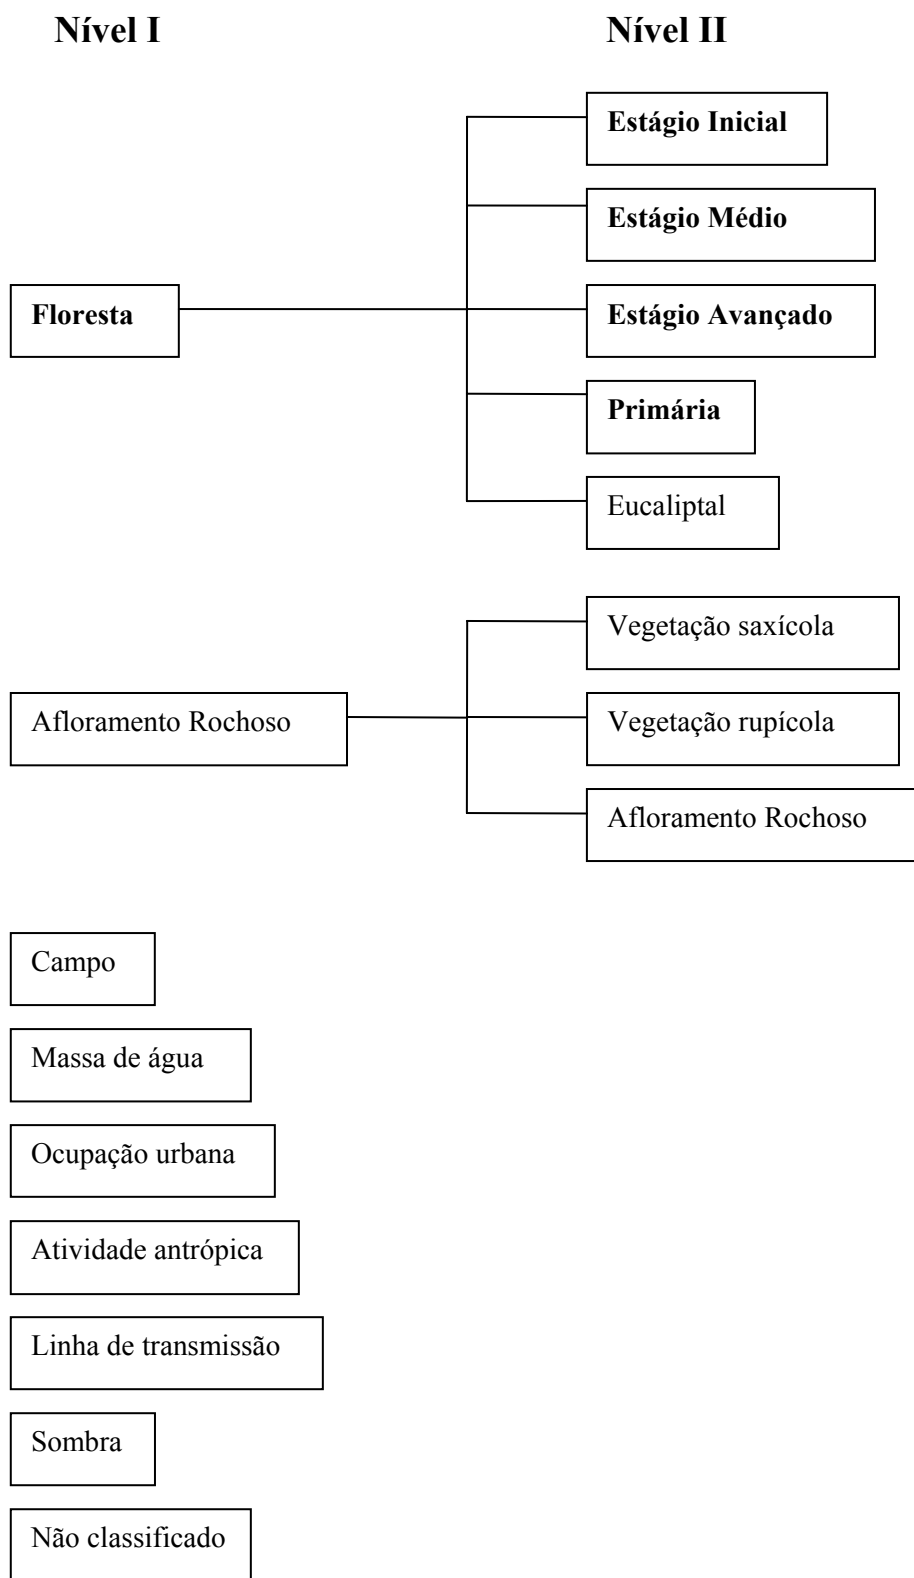 Nível I
Nível II
Estágio Inicial
Estágio Médio
Floresta
Estágio Avançado
Primária
Eucaliptal
Vegetação saxícola
Afloramento Rochoso
Vegetação rupícola
Afloramento Rochoso
Campo
Massa de água
Ocupação urbana
Atividade antrópica
Linha de transmissão
Sombra
Não classificado